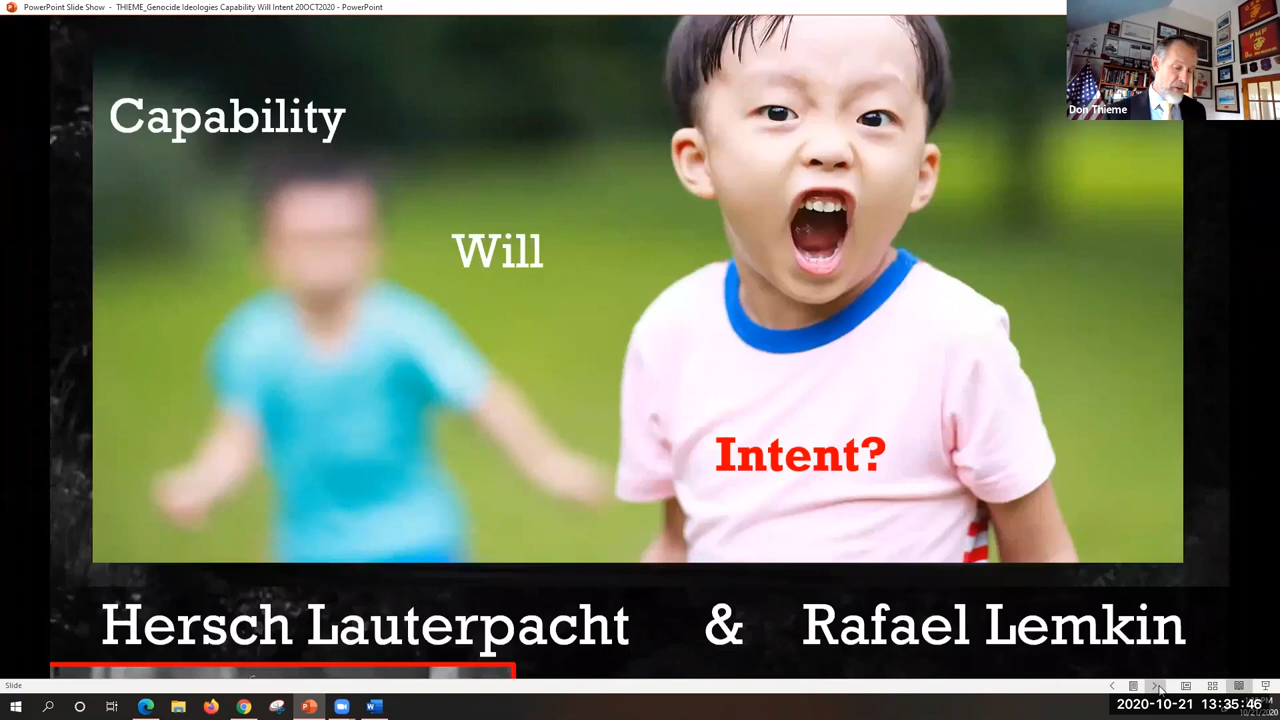 PowerPoint Slide Show - THIEME_Genocide Ideologies Capability Will Intent 20OCT2020 - PowerPoint
Don Thieme
Capability
Will
Intent?
Hersch Lauterpacht & Rafael Lemkin
Slide
2020-10-21 13:35:46